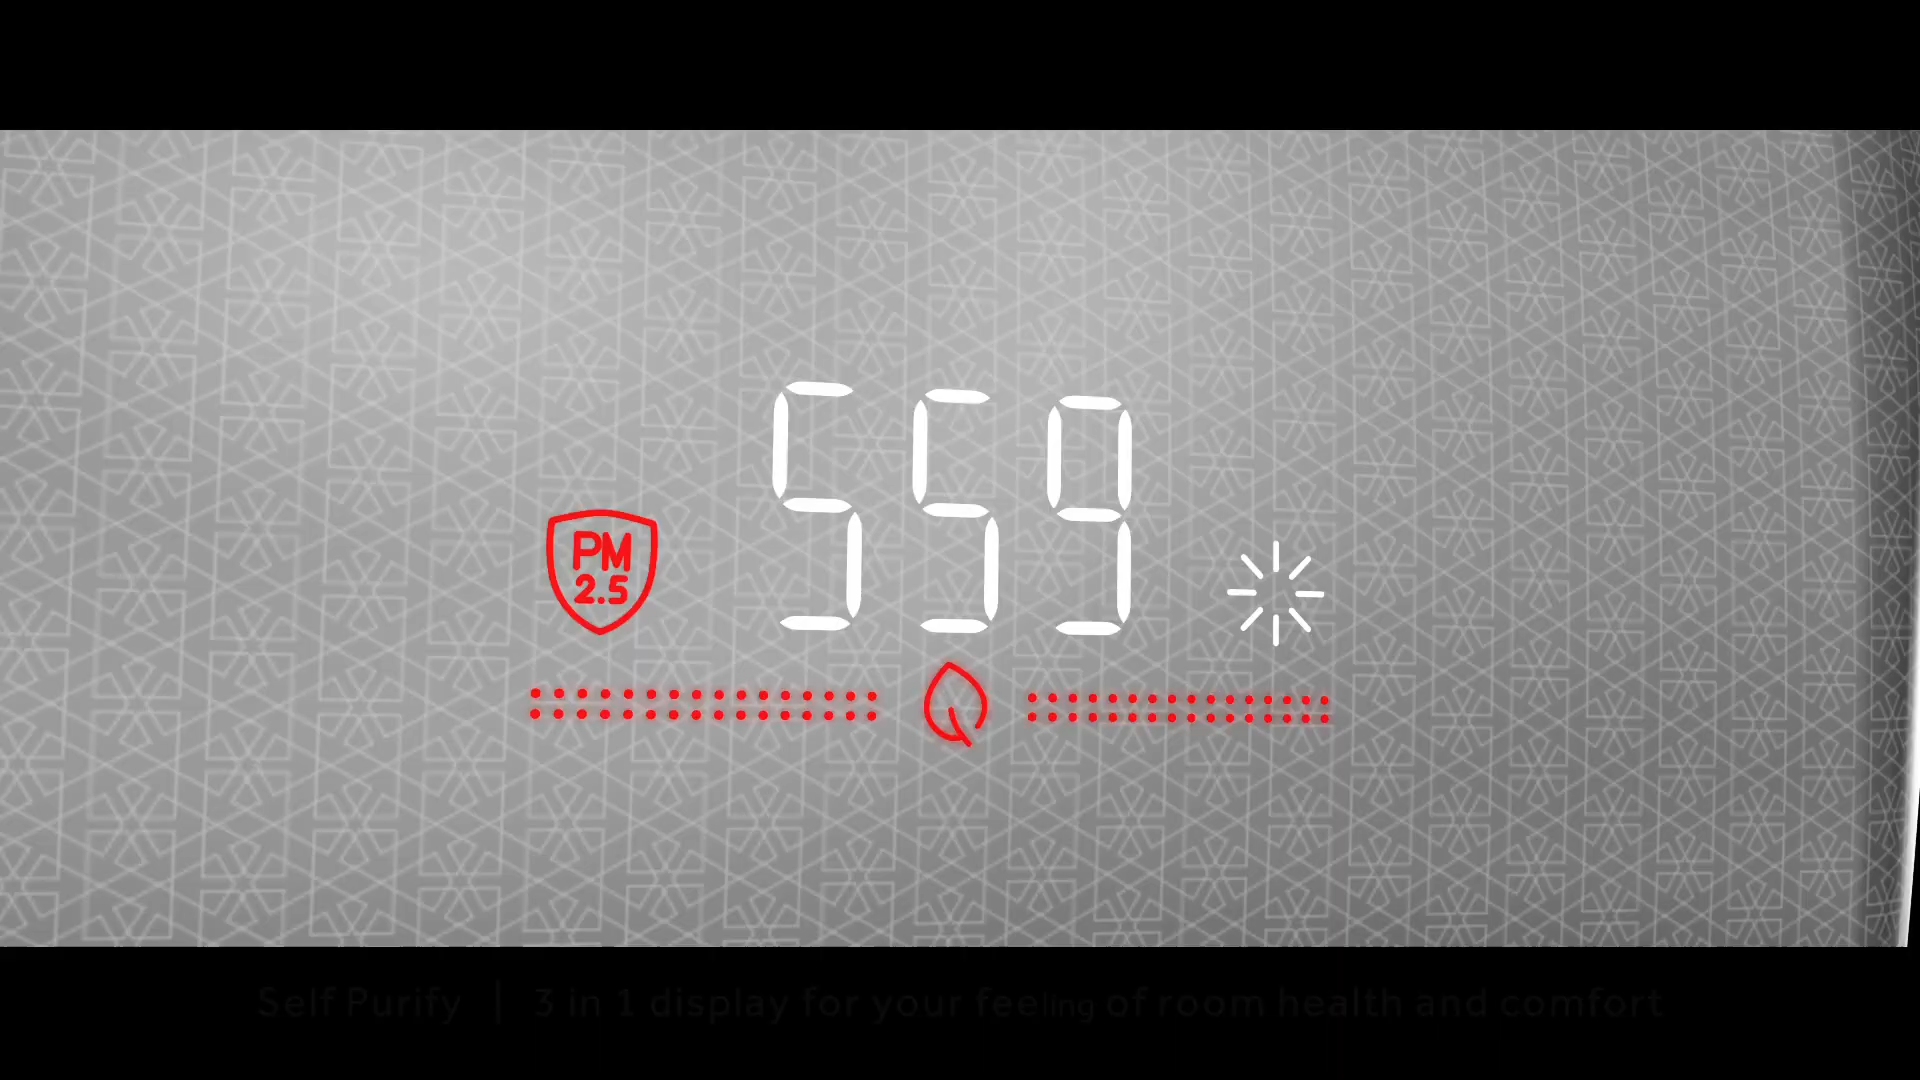 559
PM
2.5
Self Purify | 3 in 1 display for your feeling of room health and comfort